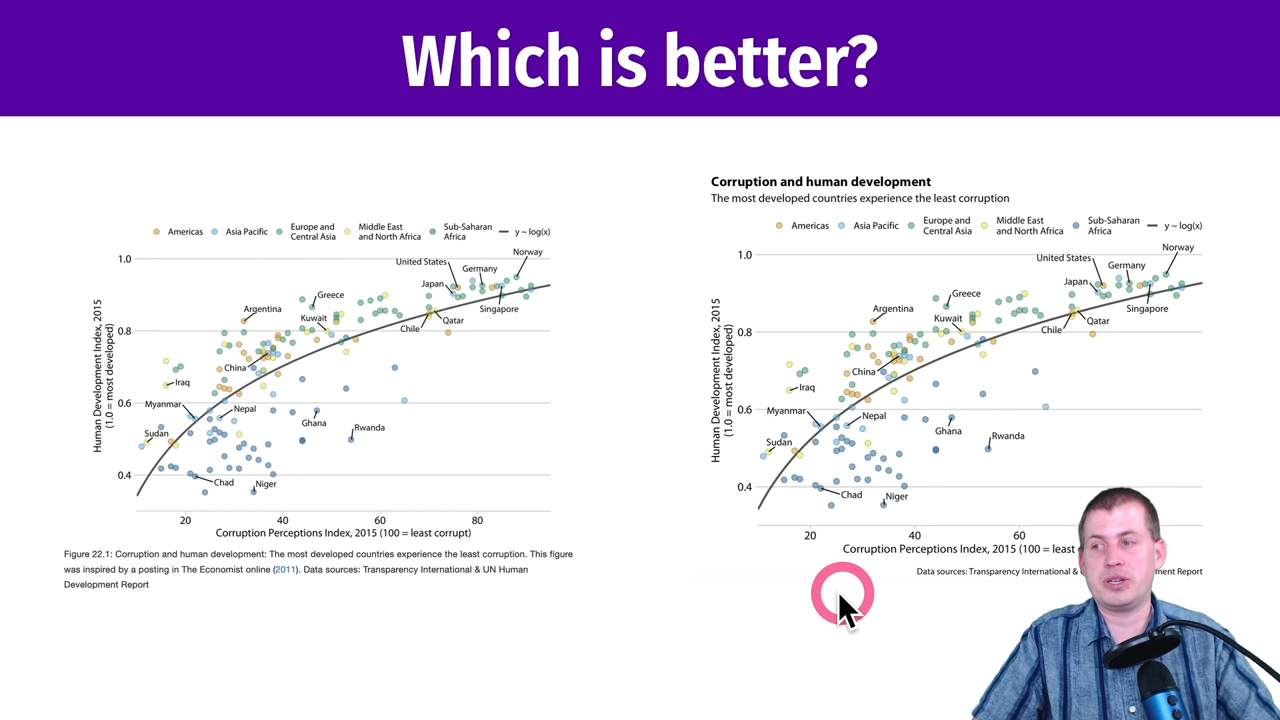 Which is better?
Americas
Asia Pacific
Europe and
Central Asia
Middle East
and North Africa
Sub-Saharan
Africa
y ~ log(x)
1.0
0.8
0.6
0.4
Human Development Index, 2015
(1.0 = most developed)
Norway
United States
Germany
Japan
Singapore
Greece
Argentina
Kuwait
Chile
Qatar
China
Iraq
Myanmar
Nepal
Sudan
Ghana
Rwanda
Chad
Niger
20
40
60
80
Corruption Perceptions Index, 2015 (100 = least corrupt)
Figure 22.1: Corruption and human development: The most developed countries experience the least corruption. This figure
was inspired by a posting in The Economist online (2011). Data sources: Transparency International & UN Human
Development Report
Corruption and human development
The most developed countries experience the least corruption
Americas
Asia Pacific
Europe and
Central Asia
Middle East
and North Africa
Sub-Saharan
Africa
y ~ log(x)
1.0
0.8
0.6
0.4
Human Development Index, 2015
(1.0 = most developed)
Norway
United States
Germany
Japan
Singapore
Greece
Argentina
Kuwait
Chile
Qatar
China
Iraq
Myanmar
Nepal
Sudan
Ghana
Rwanda
Chad
Niger
20
40
60
Corruption Perceptions Index, 2015 (100 = least
Data sources: Transparency International & Report